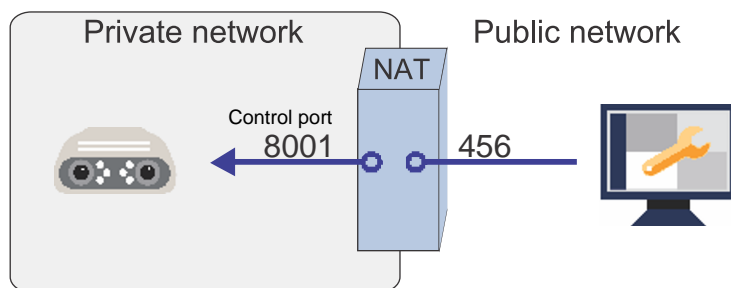 Private network
Public network
NAT
Control port
8001
456